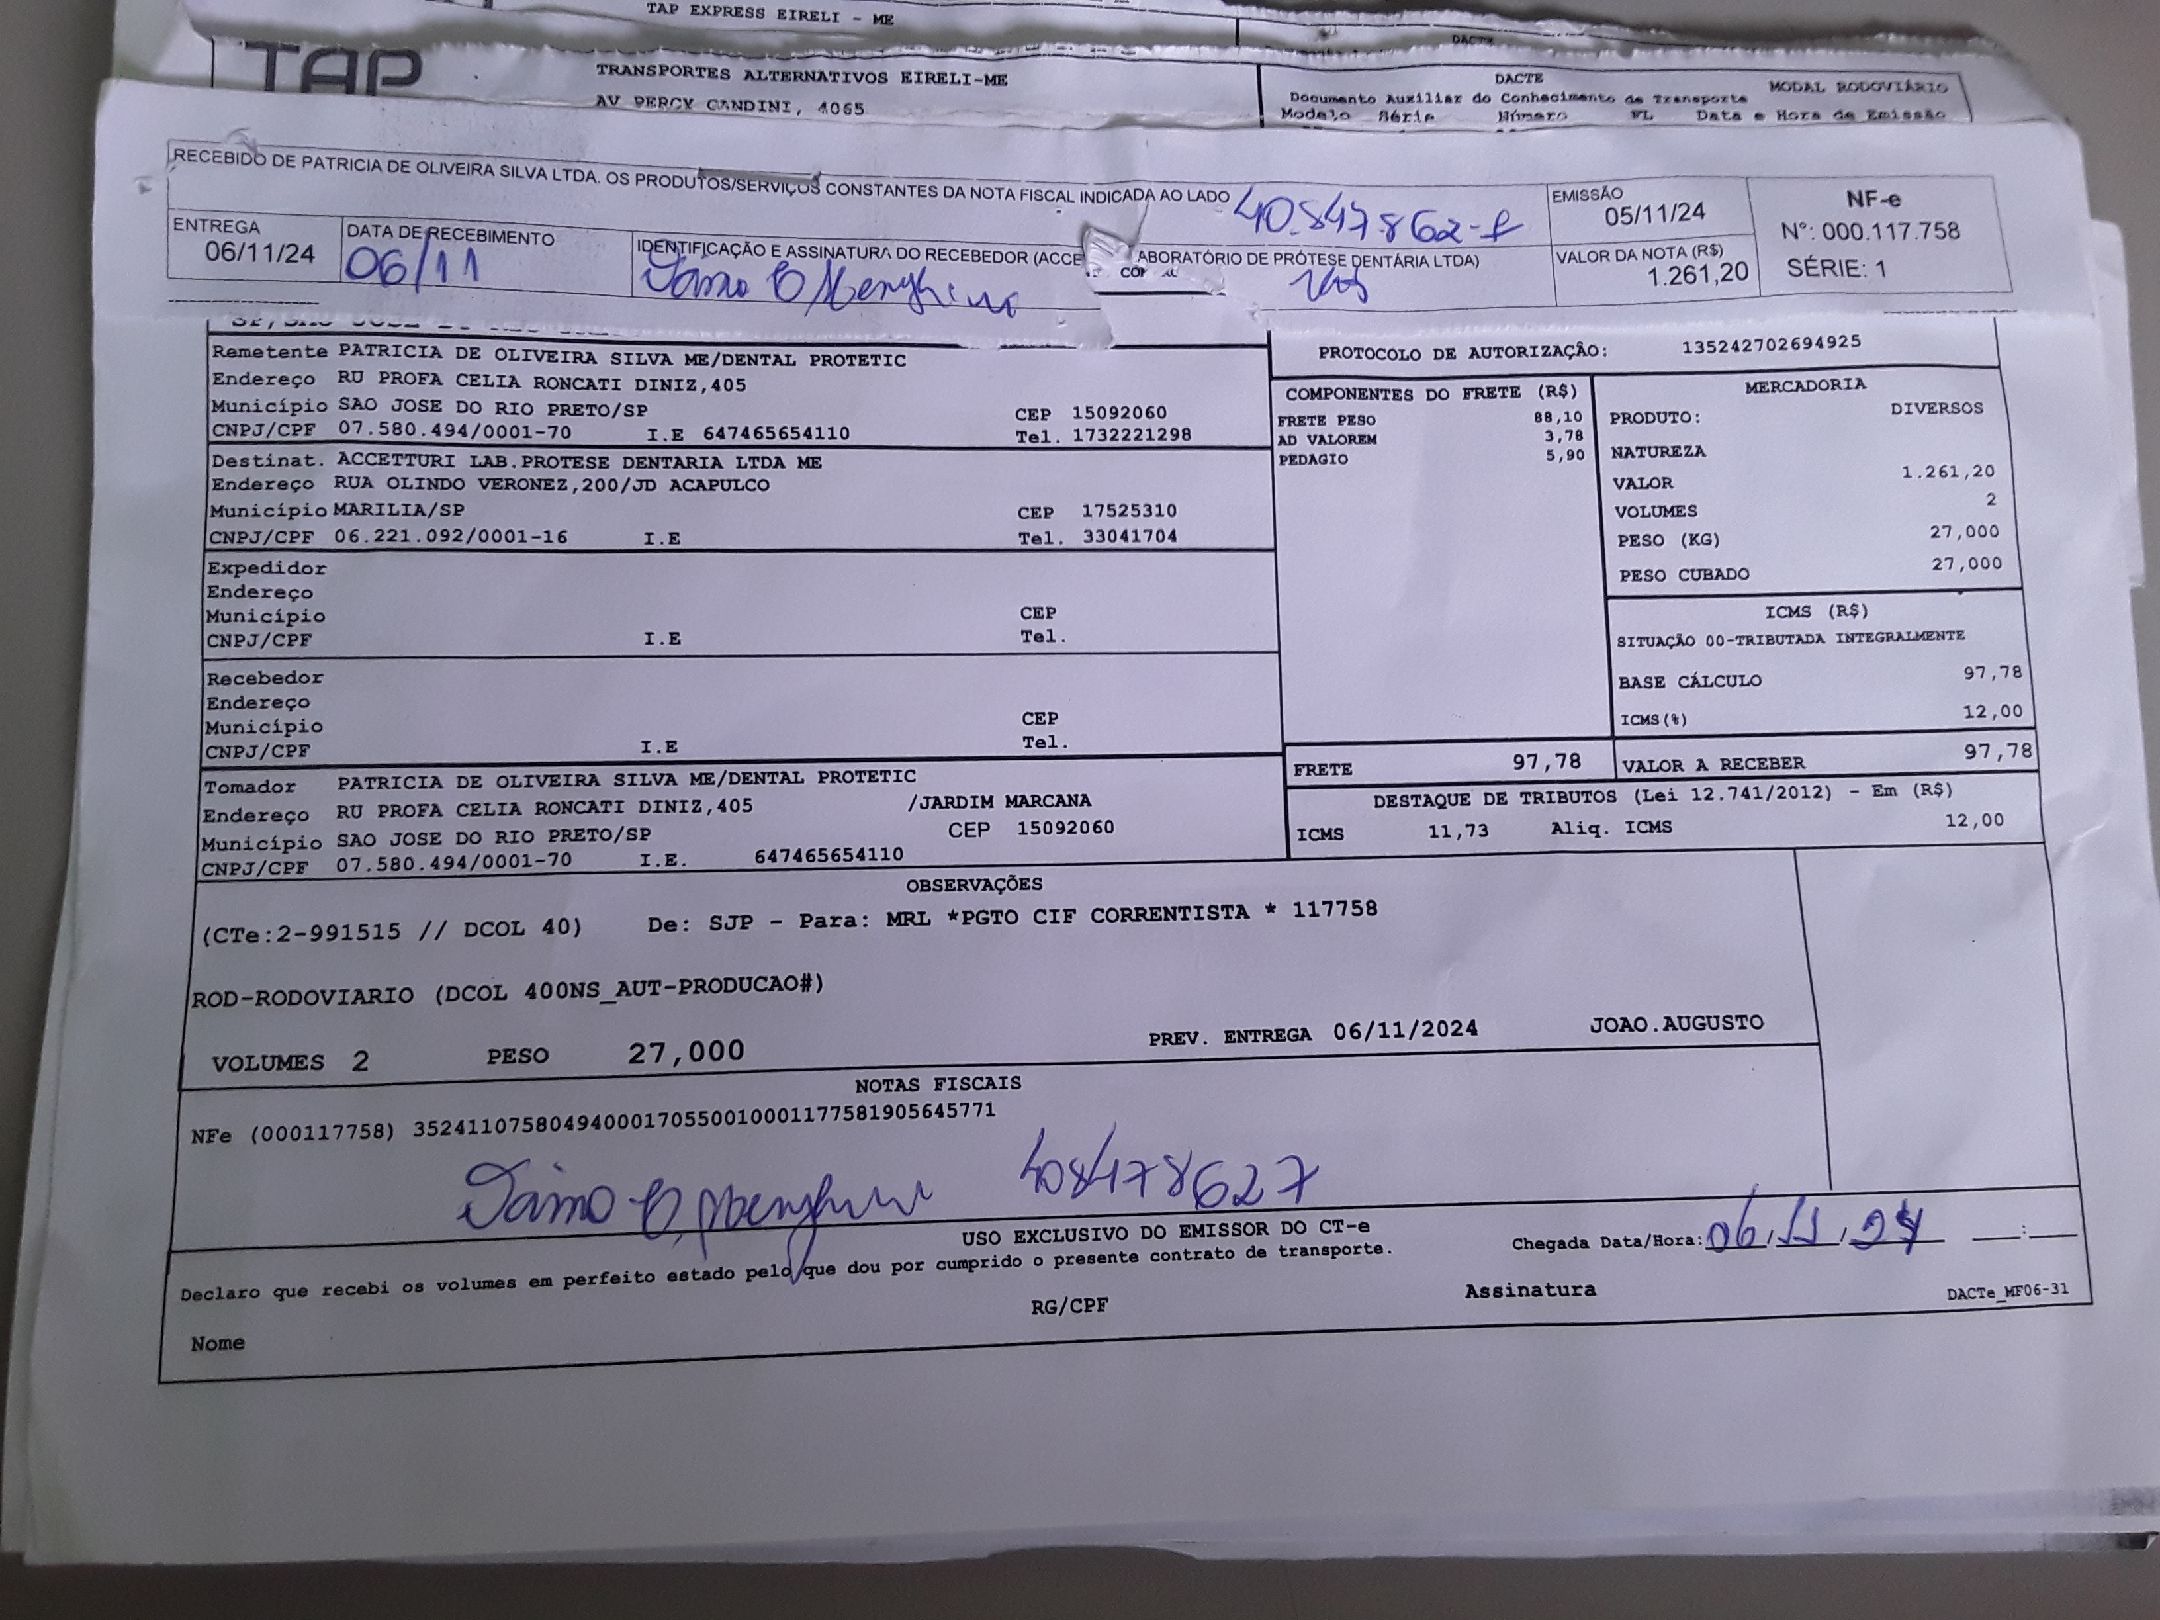 TAP EXPRESS EIRELI - ME
DACTE
TAP
TRANSPORTES ALTERNATIVOS EIRELI-ME
AV PERCY GANDINI, 4065
DACTE
MODAL RODOVIÁRIO
Documento Auxiliar do Conhecimento de Transporte
Modelo Série Número FL Data e Hora de Emissão
RECEBIDO DE PATRICIA DE OLIVEIRA SILVA LTDA. OS PRODUTOS/SERVIÇOS CONSTANTES DA NOTA FISCAL INDICADA AO LADO
EMISSÃO
05/11/24
NF-e
Nº: 000.117.758
SÉRIE: 1
ENTREGA
06/11/24
DATA DE RECEBIMENTO
06/11
IDENTIFICAÇÃO E ASSINATURA DO RECEBEDOR (ACCE ABORATÓRIO DE PRÓTESE DENTÁRIA LTDA)
VALOR DA NOTA (R$)
1.261,20
Remetente PATRICIA DE OLIVEIRA SILVA ME/DENTAL PROTETIC
Endereço RU PROFA CELIA RONCATI DINIZ,405
Município SAO JOSE DO RIO PRETO/SP CEP 15092060
CNPJ/CPF 07.580.494/0001-70 I.E 647465654110 Tel. 1732221298
Destinat. ACCETTURI LAB.PROTESE DENTARIA LTDA ME
Endereço RUA OLINDO VERONEZ,200/JD ACAPULCO
Município MARILIA/SP CEP 17525310
CNPJ/CPF 06.221.092/0001-16 I.E Tel. 33041704
Expedidor
Endereço
Município CEP
CNPJ/CPF I.E Tel.
Recebedor
Endereço
Município CEP
CNPJ/CPF I.E Tel.
Tomador PATRICIA DE OLIVEIRA SILVA ME/DENTAL PROTETIC
Endereço RU PROFA CELIA RONCATI DINIZ,405 /JARDIM MARCANA
Município SAO JOSE DO RIO PRETO/SP CEP 15092060
CNPJ/CPF 07.580.494/0001-70 I.E. 647465654110
PROTOCOLO DE AUTORIZAÇÃO: 135242702694925
COMPONENTES DO FRETE (R$)
FRETE PESO 88,10
AD VALOREM 3,78
PEDAGIO 5,90
MERCADORIA
PRODUTO: DIVERSOS
NATUREZA
VALOR 1.261,20
VOLUMES 2
PESO (KG) 27,000
PESO CUBADO 27,000
ICMS (R$)
SITUAÇÃO 00-TRIBUTADA INTEGRALMENTE
BASE CÁLCULO 97,78
ICMS(%) 12,00
FRETE 97,78 VALOR A RECEBER 97,78
DESTAQUE DE TRIBUTOS (Lei 12.741/2012) - Em (R$)
ICMS 11,73 Aliq. ICMS 12,00
OBSERVAÇÕES
(CTe:2-991515 // DCOL 40) De: SJP - Para: MRL *PGTO CIF CORRENTISTA * 117758
ROD-RODOVIARIO (DCOL 400NS_AUT-PRODUCAO#)
VOLUMES 2 PESO 27,000 PREV. ENTREGA 06/11/2024 JOAO.AUGUSTO
NOTAS FISCAIS
NFe (000117758) 35241107580494000170550010001177581905645771
408478627
USO EXCLUSIVO DO EMISSOR DO CT-e
Declaro que recebi os volumes em perfeito estado pelo que dou por cumprido o presente contrato de transporte.
Chegada Data/Hora: 06/11/24 __:__
Nome RG/CPF Assinatura
DACTe_MF06-31